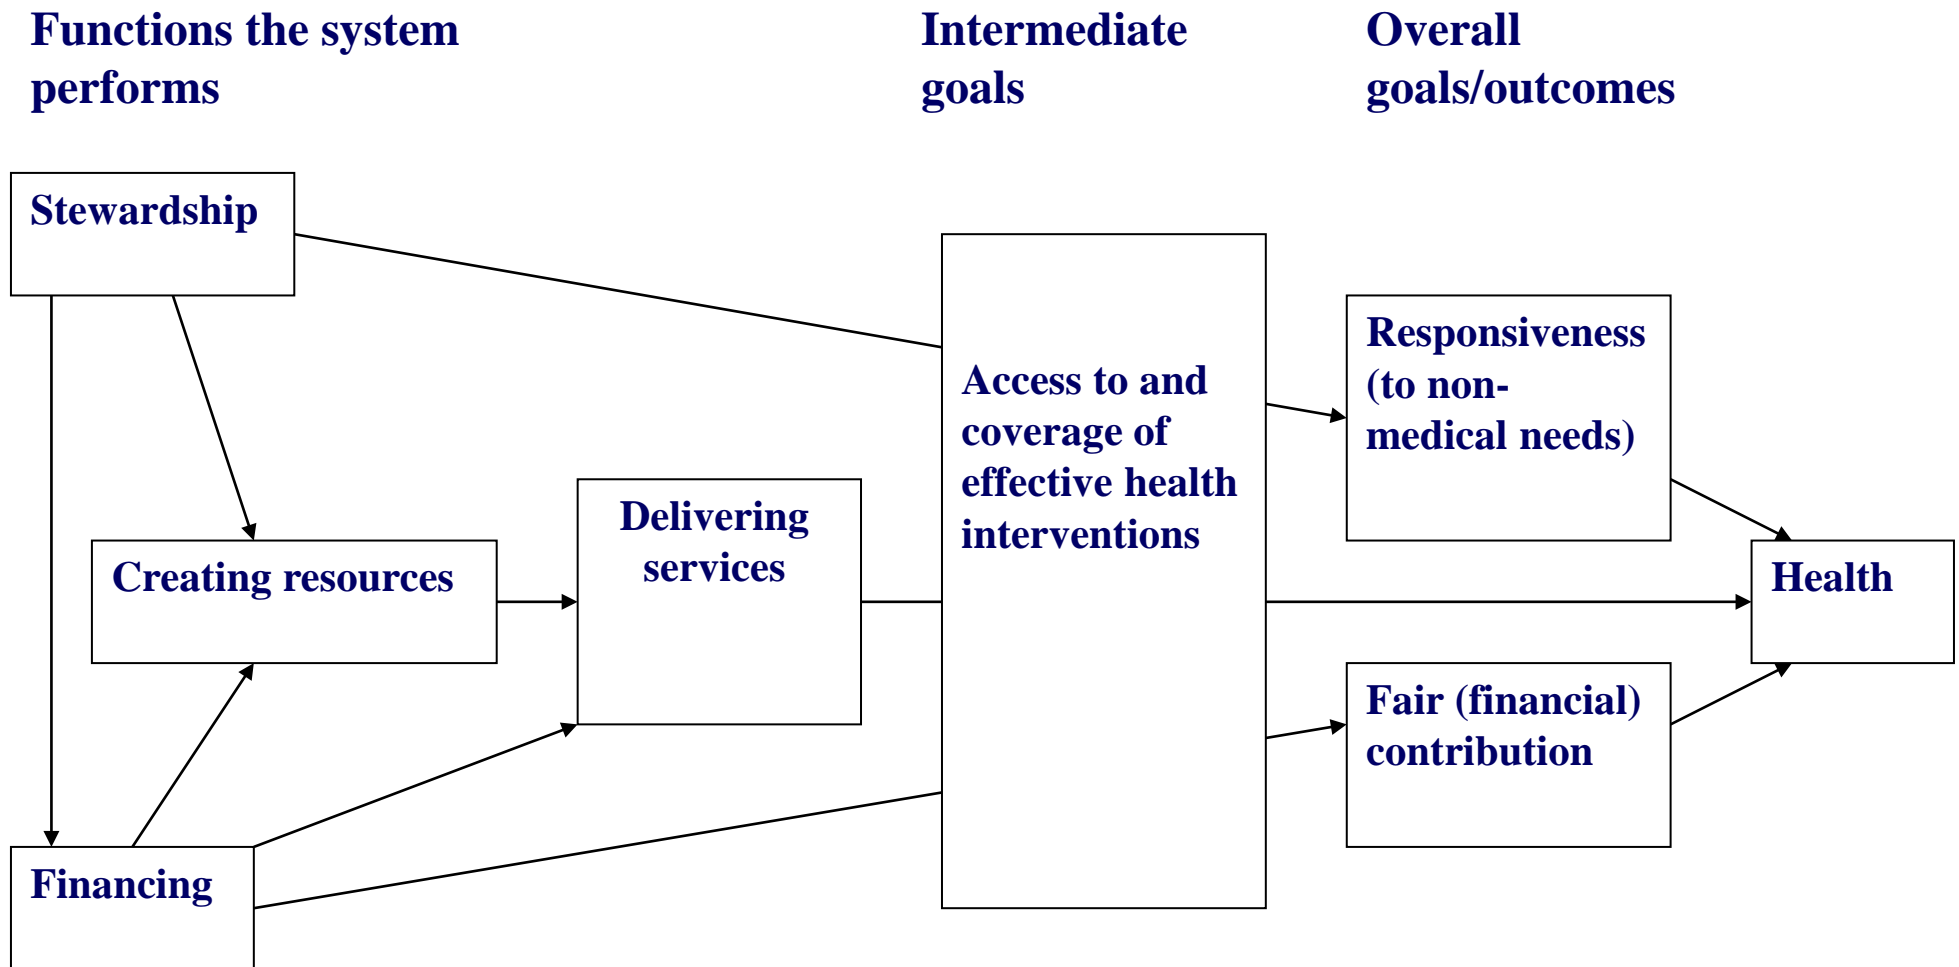 Functions the system
performs
Intermediate
goals
Overall
goals/outcomes
Stewardship
Creating resources
Financing
Delivering
services
Access to and
coverage of
effective health
interventions
Responsiveness
(to non-
medical needs)
Fair (financial)
contribution
Health